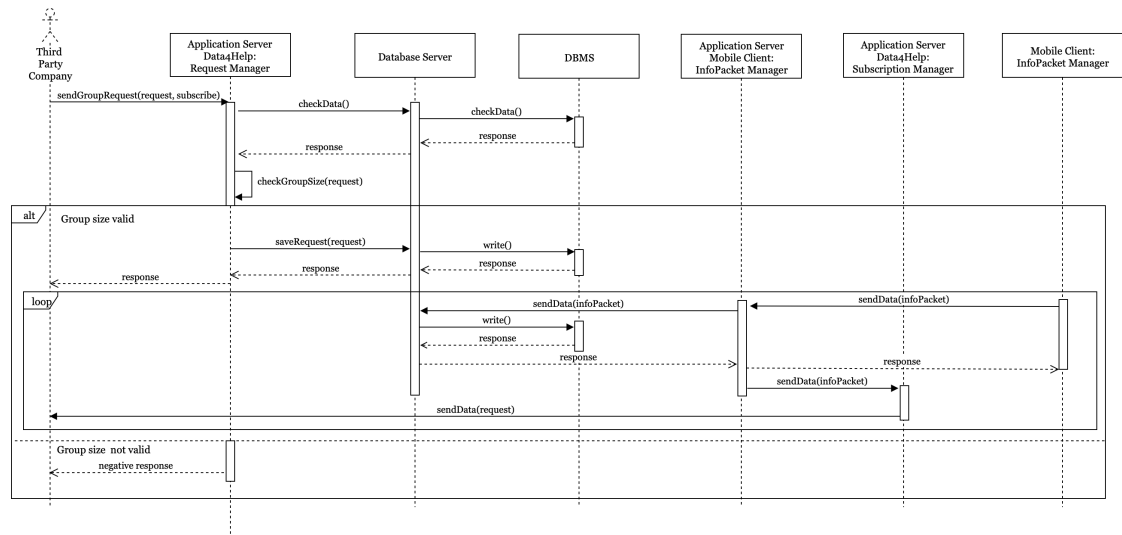 Third
Party
Company
Application Server
Data4Help:
Request Manager
Database Server
DBMS
Application Server
Mobile Client:
InfoPacket Manager
Application Server
Data4Help:
Subscription Manager
Mobile Client:
InfoPacket Manager
sendGroupRequest(request, subscribe)
checkData()
checkData()
response
response
checkGroupSize(request)
alt
Group size valid
saveRequest(request)
write()
response
response
response
loop
sendData(infoPacket)
sendData(infoPacket)
write()
response
response
response
sendData(infoPacket)
sendData(request)
Group size  not valid
negative response